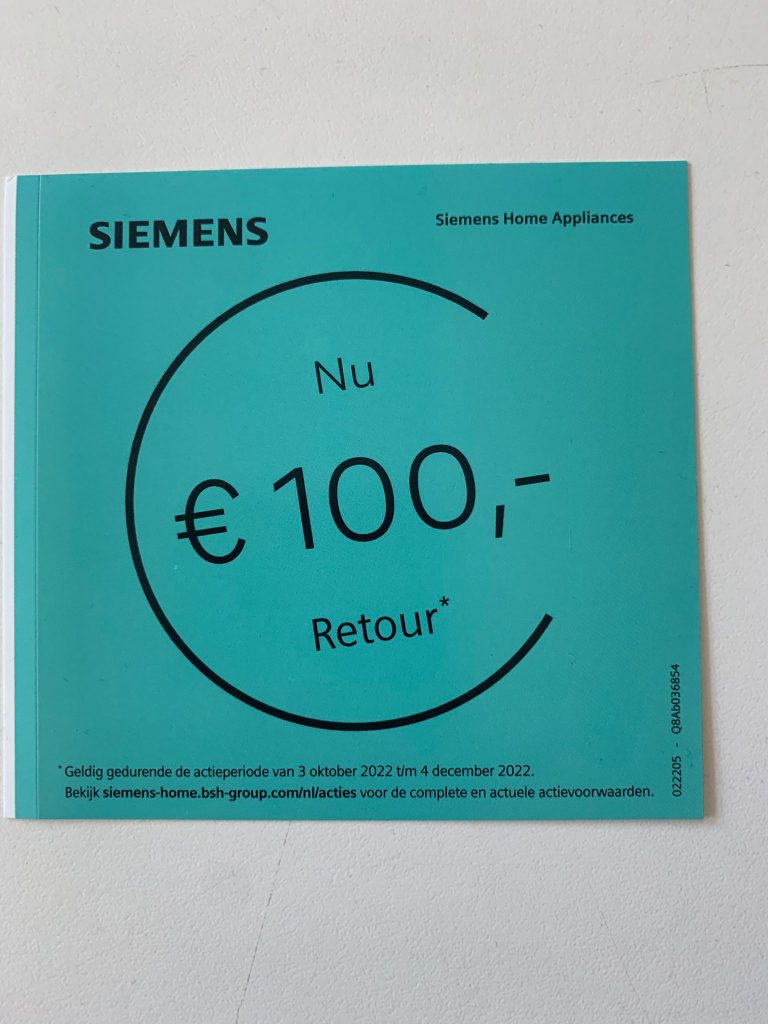 SIEMENS
Siemens Home Appliances
Nu
€ 100,-
Retour*
* Geldig gedurende de actieperiode van 3 oktober 2022 t/m 4 december 2022.
Bekijk siemens-home.bsh-group.com/nl/acties voor de complete en actuele actievoorwaarden.
022205 - Q8Ab036854